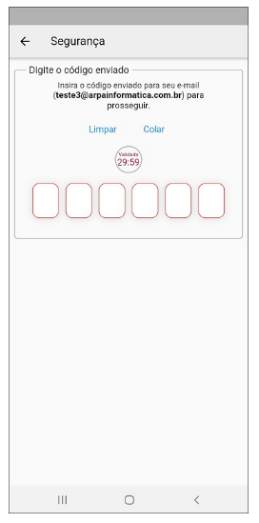 Segurança
Digite o código enviado
Insira o código enviado para seu e-mail
(teste3@arpainformatica.com.br) para
prosseguir.
Limpar Colar
Validade
29:59